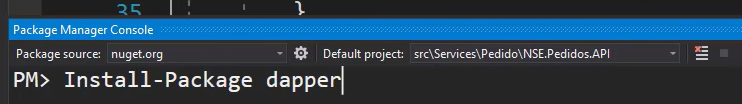 35
}
Package Manager Console
Package source: nuget.org Default project: src\Services\Pedido\NSE.Pedidos.API
PM> Install-Package dapper